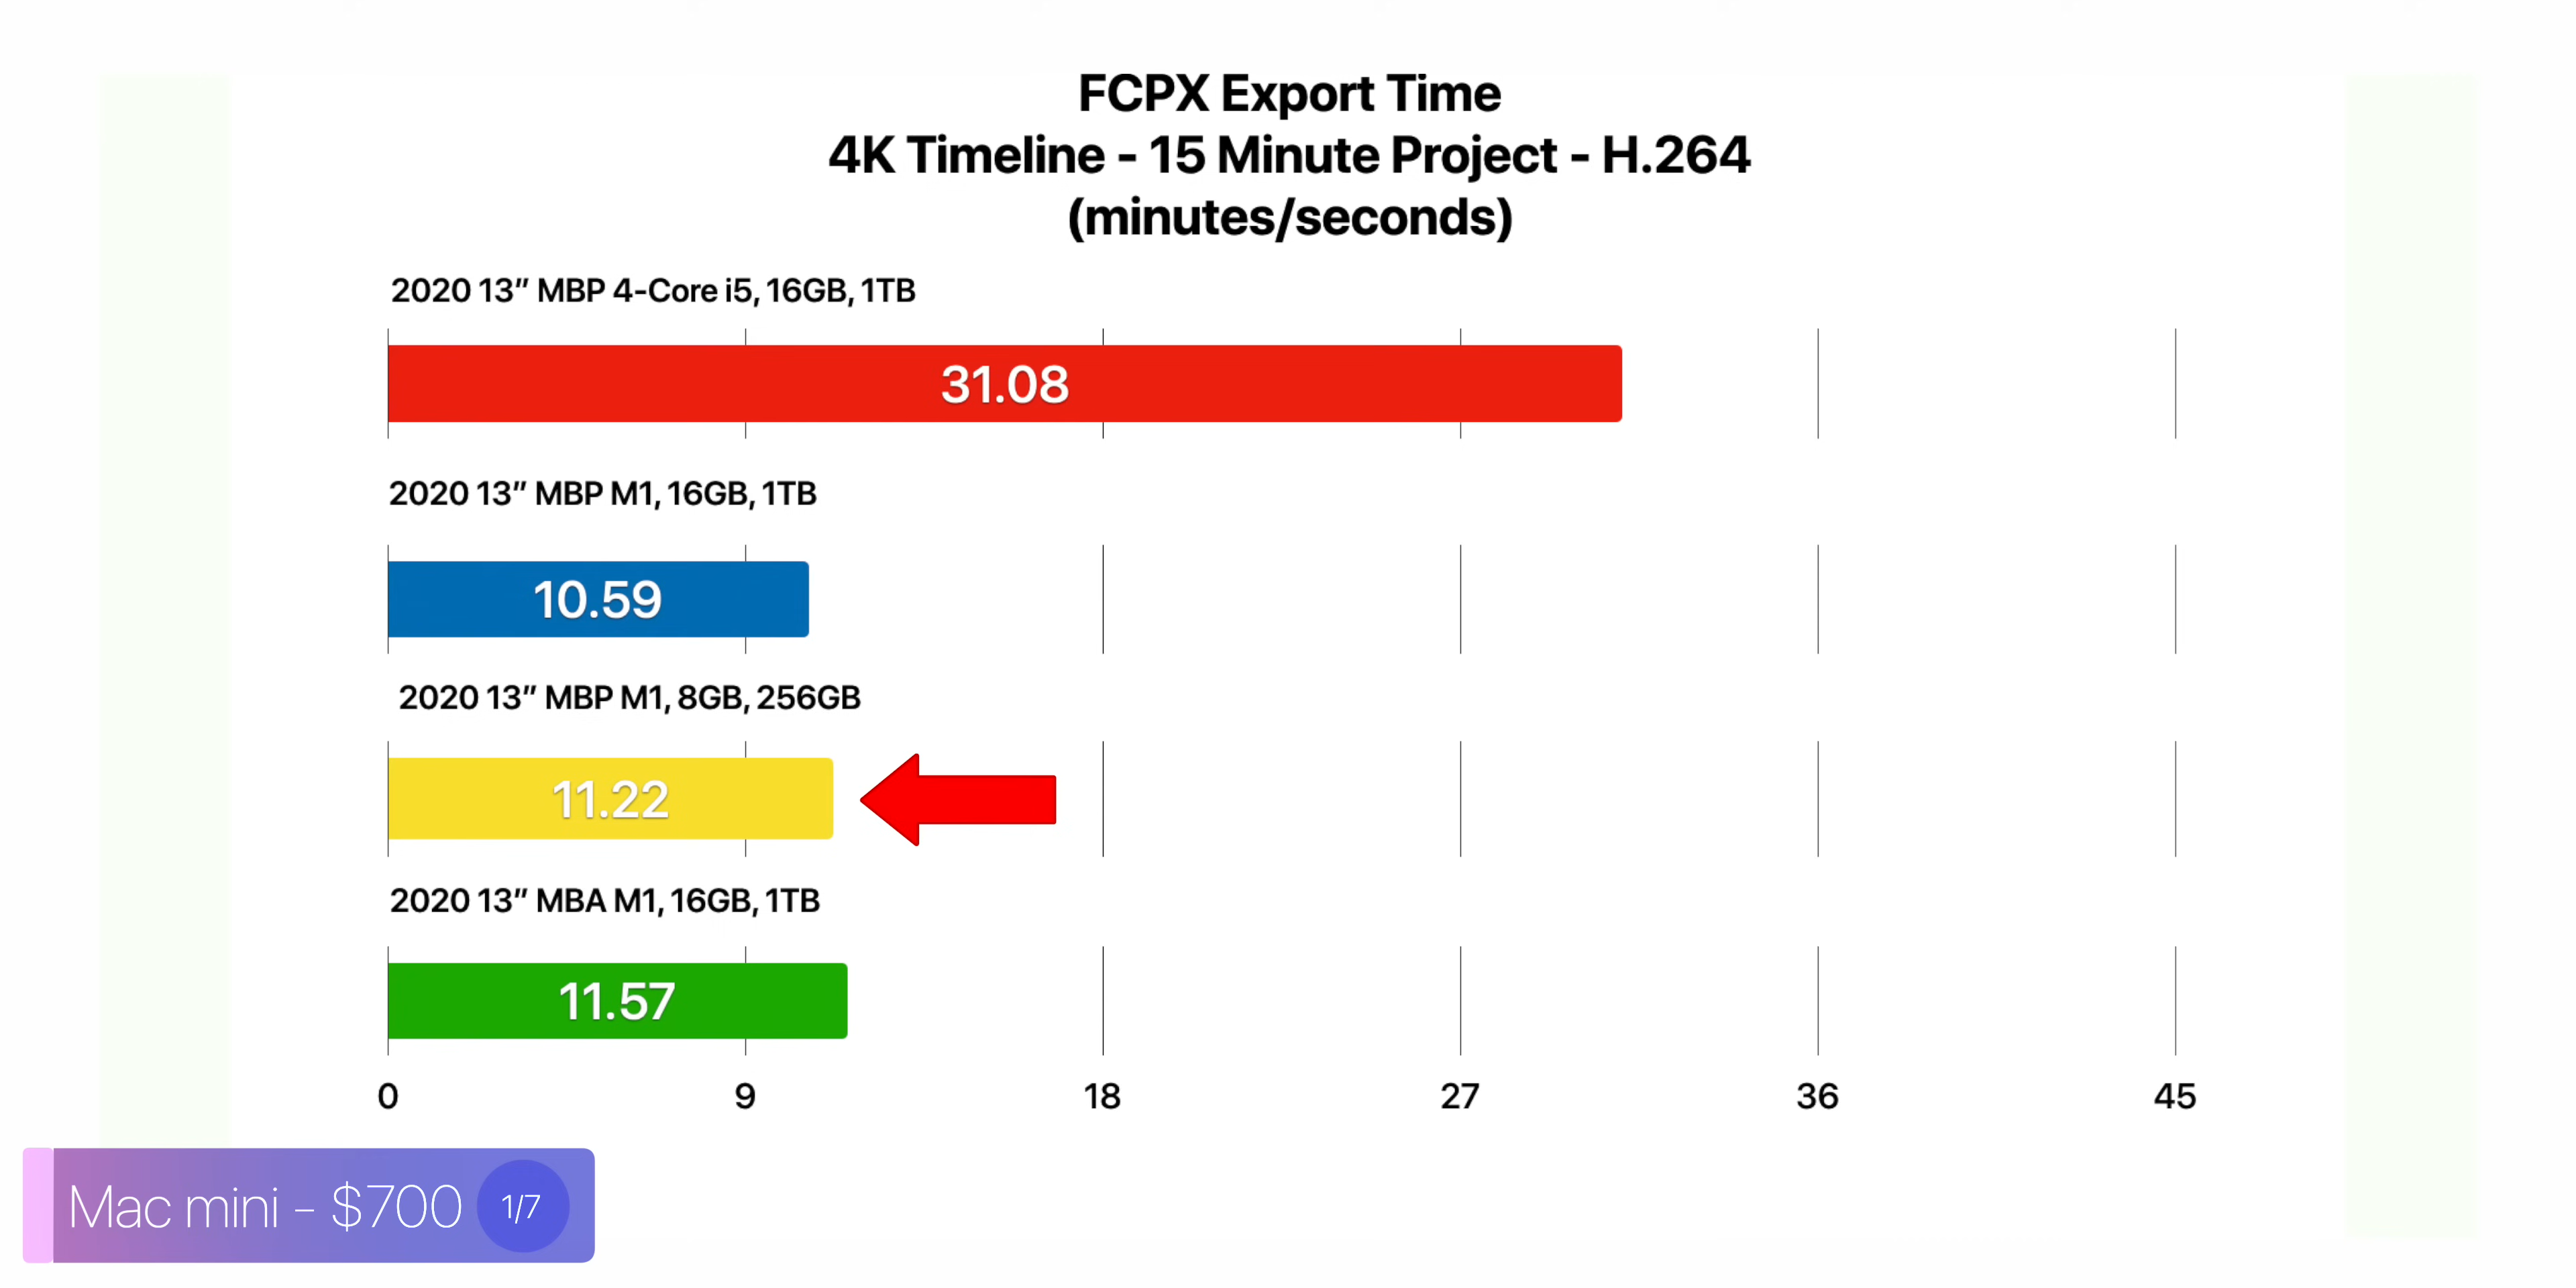 FCPX Export Time
4K Timeline - 15 Minute Project - H.264
(minutes/seconds)
2020 13” MBP 4-Core i5, 16GB, 1TB
31.08
2020 13” MBP M1, 16GB, 1TB
10.59
2020 13” MBP M1, 8GB, 256GB
11.22
2020 13” MBA M1, 16GB, 1TB
11.57
0 9 18 27 36 45
Mac mini - $700 1/7